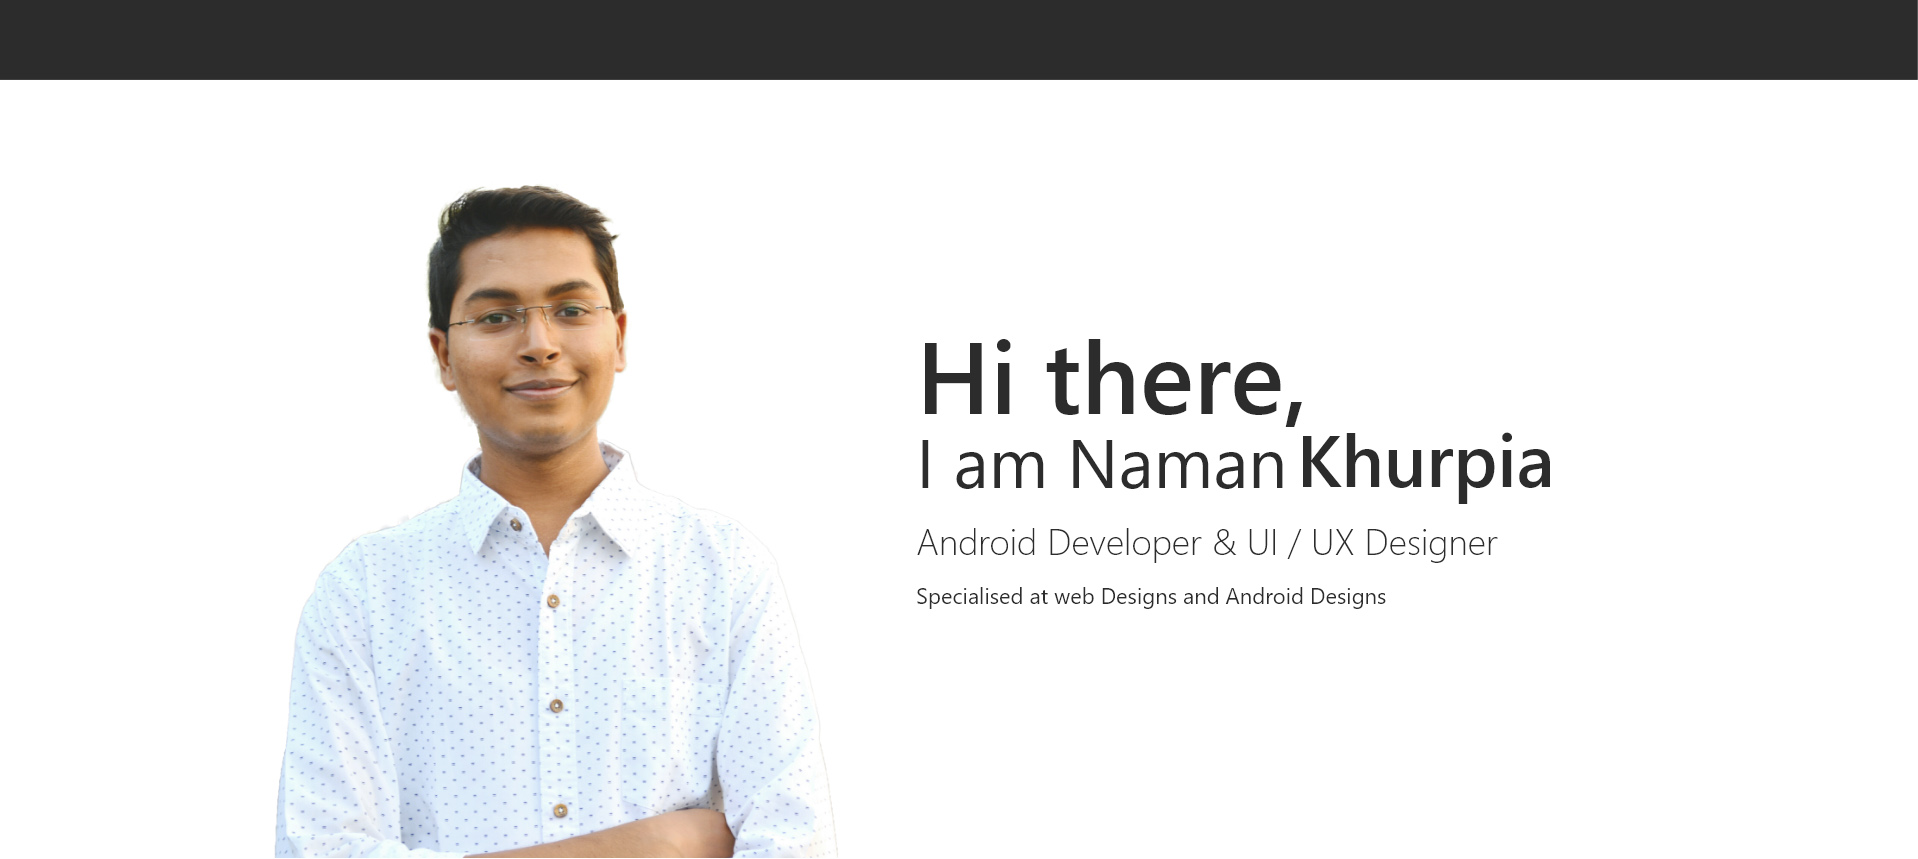 Hi there,
I am Naman Khurpia
Android Developer & UI / UX Designer
Specialised at web Designs and Android Designs